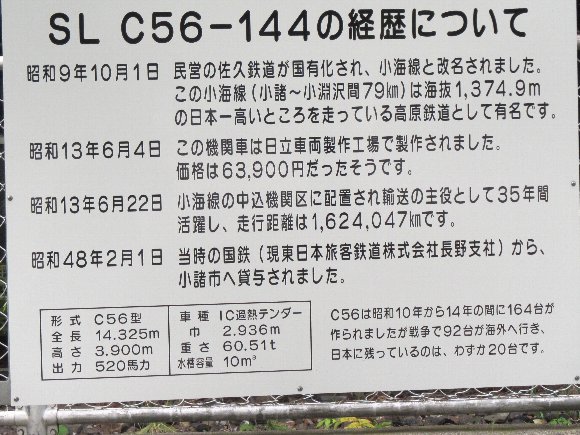 SL C56-144の経歴について
昭和9年10月1日 民営の佐久鉄道が国有化され、小海線と改名されました。
この小海線(小諸〜小淵沢間79㎞)は海抜1,374.9m
の日本一高いところを走っている高原鉄道として有名です。
昭和13年6月4日 この機関車は日立車両製作工場で製作されました。
価格は63,900円だったそうです。
昭和13年6月22日 小海線の中込機関区に配置され輸送の主役として35年間
活躍し、走行距離は1,624,047㎞です。
昭和48年2月1日 当時の国鉄(現東日本旅客鉄道株式会社長野支社)から、
小諸市へ貸与されました。
形式 C56型 車種 IC過熱テンダー
全長 14.325m 巾 2.936m
高さ 3.900m 重さ 60.51t
出力 520馬力 水槽容量 10m³
C56は昭和10年から14年の間に164台が
作られましたが戦争で92台が海外へ行き、
日本に残っているのは、わずか20台です。